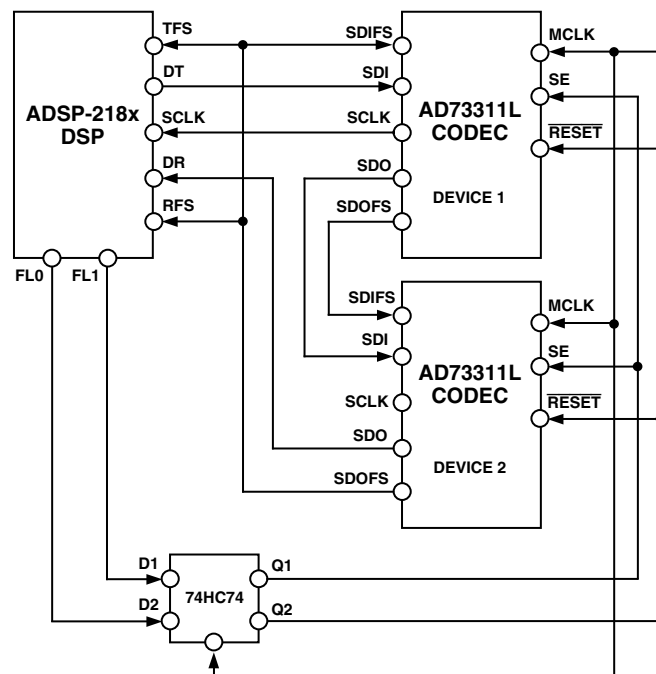 TFS
DT
SCLK
DR
RFS
ADSP-218x
DSP
FL0
FL1
SDIFS
SDI
SCLK
SDO
SDOFS
AD73311L
CODEC
DEVICE 1
MCLK
SE
RESET
SDIFS
SDI
SCLK
SDO
SDOFS
AD73311L
CODEC
DEVICE 2
MCLK
SE
RESET
D1
D2
74HC74
Q1
Q2